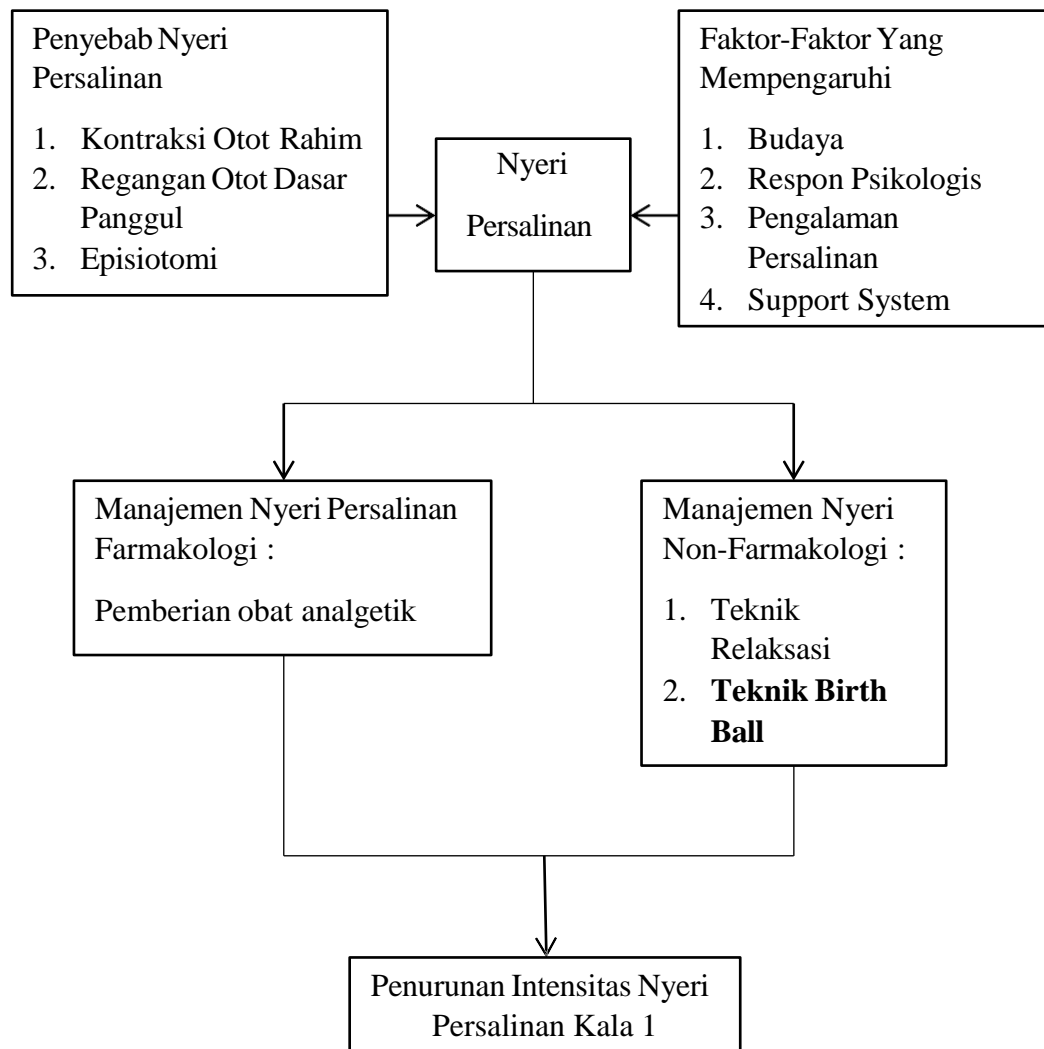 Penyebab Nyeri
Persalinan
1. Kontraksi Otot Rahim
2. Regangan Otot Dasar
Panggul
3. Episiotomi
Nyeri
Persalinan
Faktor-Faktor Yang
Mempengaruhi
1. Budaya
2. Respon Psikologis
3. Pengalaman
Persalinan
4. Support System
Manajemen Nyeri Persalinan
Farmakologi :
Pemberian obat analgetik
Manajemen Nyeri
Non-Farmakologi :
1. Teknik
Relaksasi
2. Teknik Birth
Ball
Penurunan Intensitas Nyeri
Persalinan Kala 1